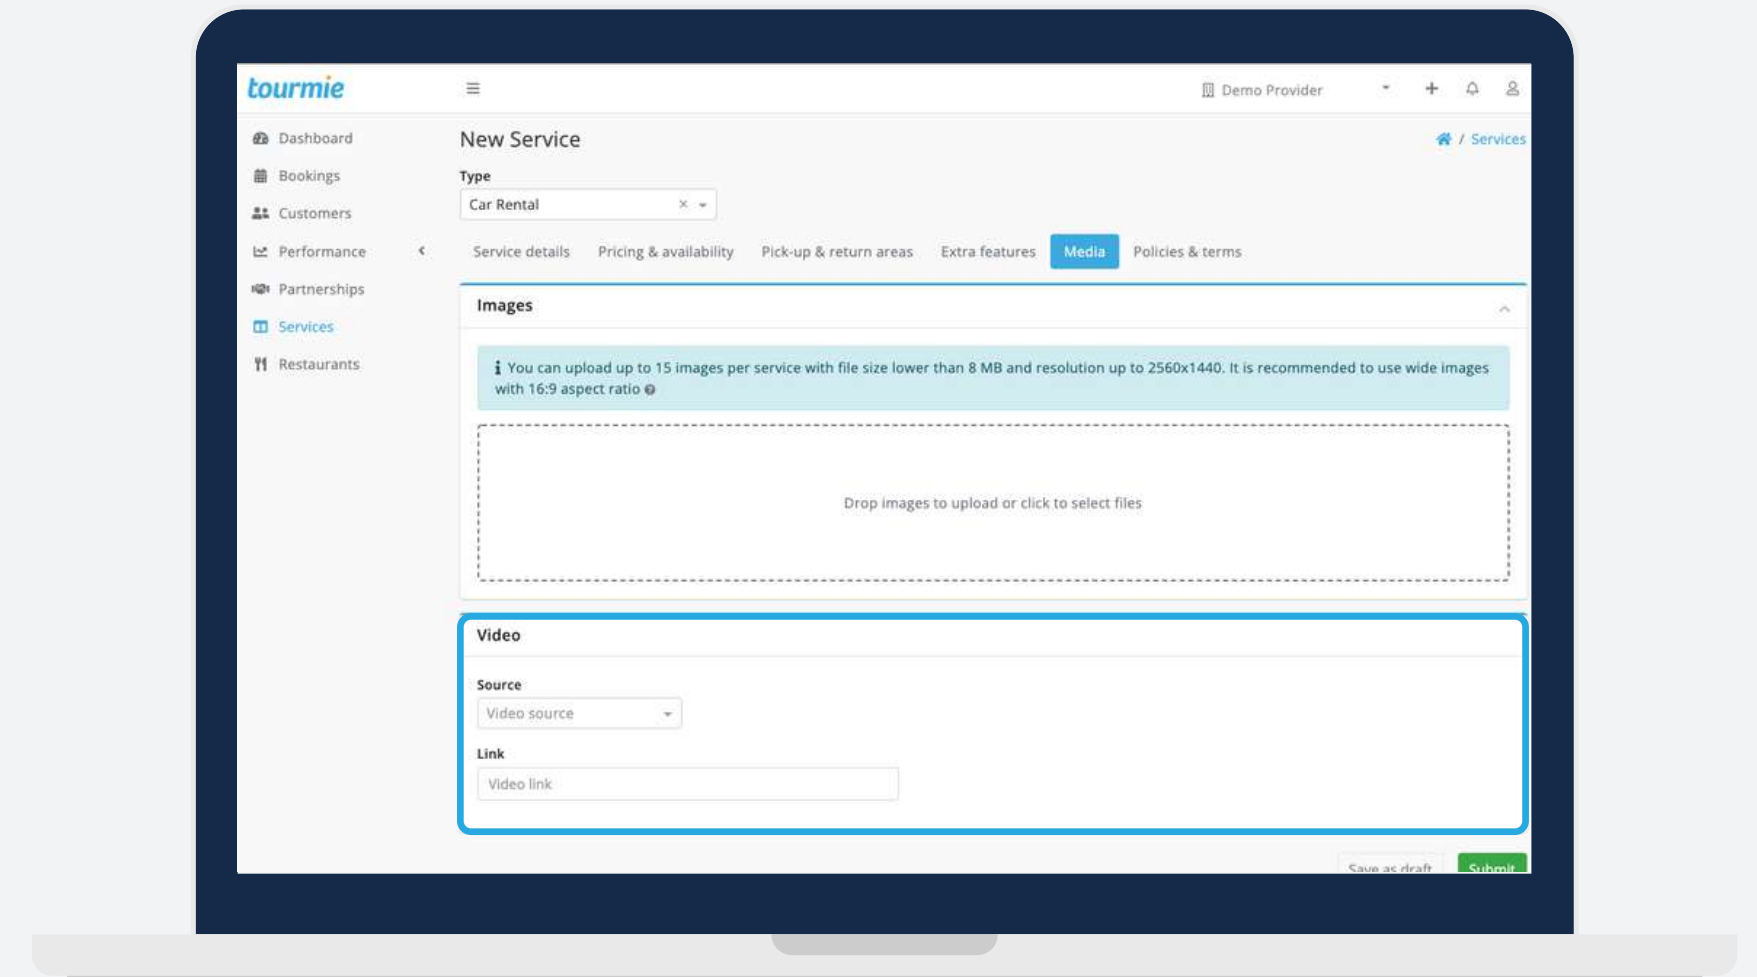 tourmie
Demo Provider
Dashboard
Bookings
Customers
Performance
Partnerships
Services
Restaurants
New Service
/ Services
Type
Car Rental
Service details
Pricing & availability
Pick-up & return areas
Extra features
Media
Policies & terms
Images
You can upload up to 15 images per service with file size lower than 8 MB and resolution up to 2560x1440. It is recommended to use wide images
with 16:9 aspect ratio
Drop images to upload or click to select files
Video
Source
Video source
Link
Video link
Save as draft
Submit